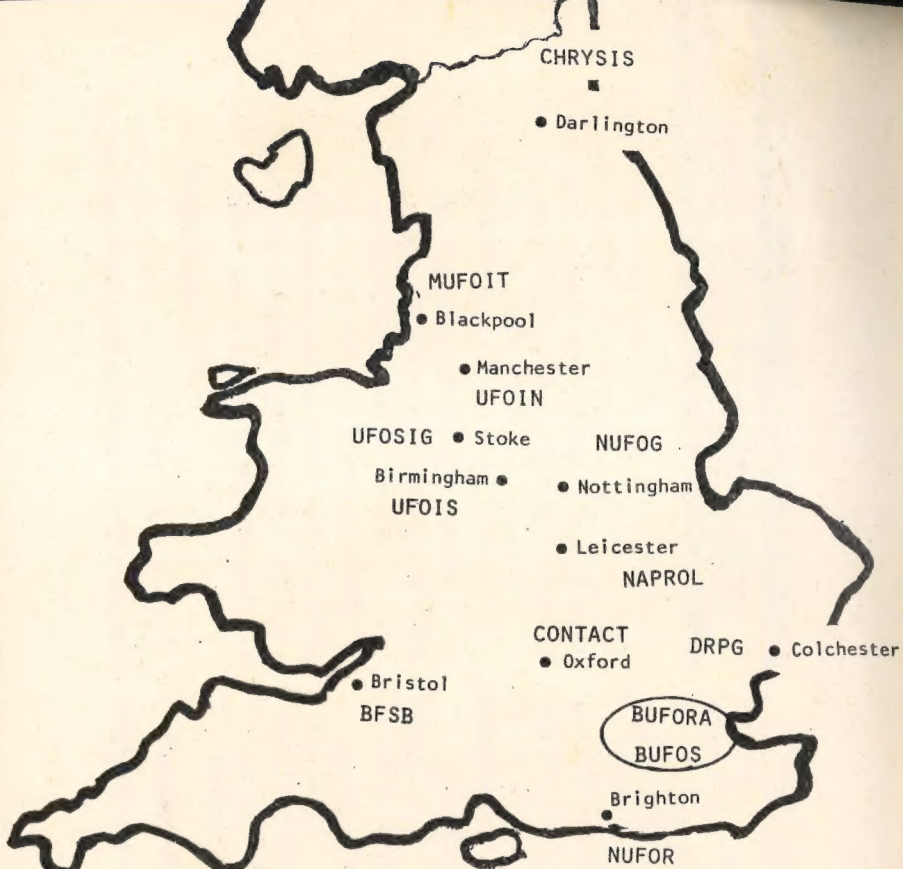 CHRYSIS
Darlington
MUFOIT
Blackpool
Manchester
UFOIN
UFOSIG
Stoke
NUFOG
Birmingham
Nottingham
UFOIS
Leicester
NAPROL
CONTACT
DRPG
Colchester
Oxford
Bristol
BFSB
BUFORA
BUFOS
Brighton
NUFOR